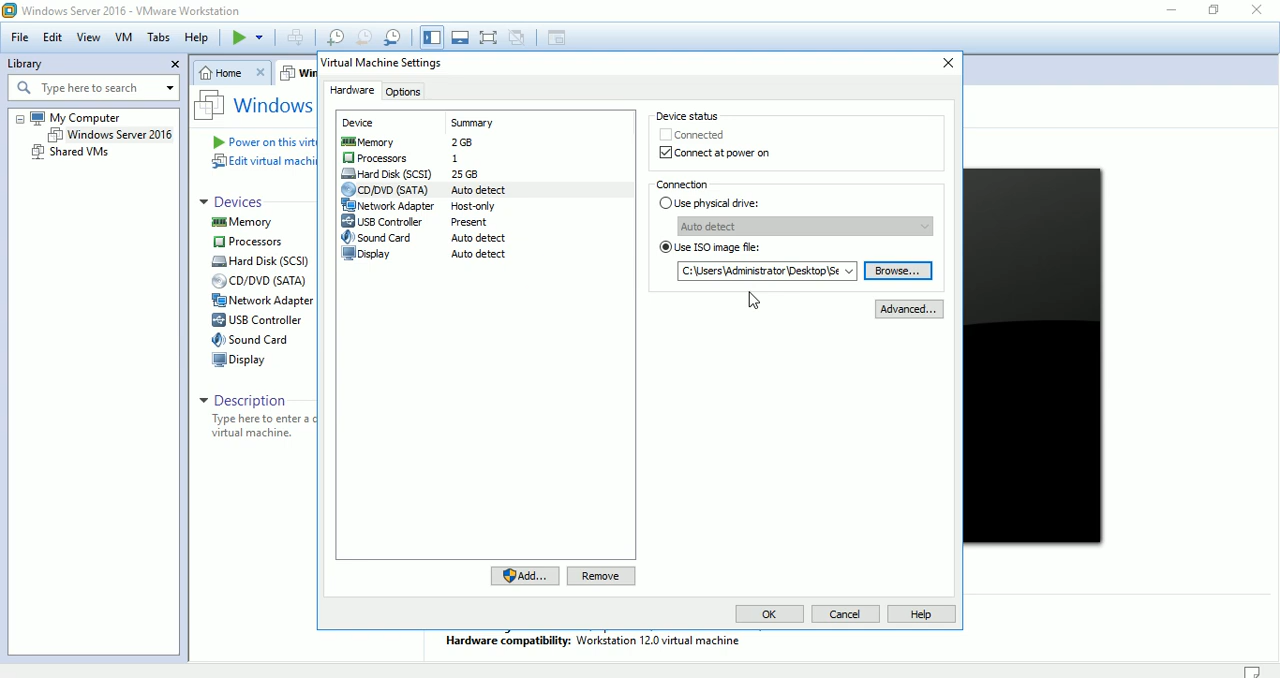 Windows Server 2016 - VMware Workstation
File Edit View VM Tabs Help
Library
Type here to search
My Computer
Windows Server 2016
Shared VMs
Home
Windows
Power on this
Edit virtual
Devices
Memory
Processors
Hard Disk (SCSI)
CD/DVD (SATA)
Network Adapter
USB Controller
Sound Card
Display
Description
Type here to enter a
virtual machine.
Virtual Machine Settings
Hardware Options
Device Summary
Memory 2 GB
Processors 1
Hard Disk (SCSI) 25 GB
CD/DVD (SATA) Auto detect
Network Adapter Host-only
USB Controller Present
Sound Card Auto detect
Display Auto detect
Add... Remove
Device status
Connected
Connect at power on
Connection
Use physical drive:
Auto detect
Use ISO image file:
C:\Users\Administrator\Desktop\Se Browse...
Advanced...
OK Cancel Help
Hardware compatibility: Workstation 12.0 virtual machine